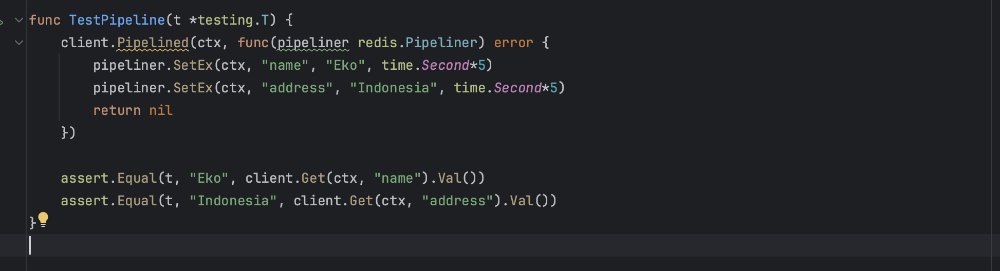 func TestPipeline(t *testing.T) {
    client.Pipelined(ctx, func(pipeliner redis.Pipeliner) error {
        pipeliner.SetEx(ctx, "name", "Eko", time.Second*5)
        pipeliner.SetEx(ctx, "address", "Indonesia", time.Second*5)
        return nil
    })

    assert.Equal(t, "Eko", client.Get(ctx, "name").Val())
    assert.Equal(t, "Indonesia", client.Get(ctx, "address").Val())
}